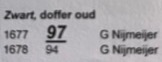 Zwart, doffer oud
1677 97 G Nijmeijer
1678 94 G Nijmeijer